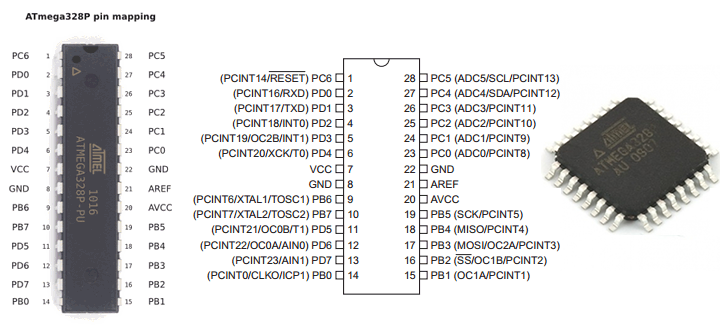 ATmega328P pin mapping
PC6 1 28 PC5
PD0 2 27 PC4
PD1 3 26 PC3
PD2 4 25 PC2
PD3 5 24 PC1
PD4 6 23 PC0
VCC 7 22 GND
GND 8 21 AREF
PB6 9 20 AVCC
PB7 10 19 PB5
PD5 11 18 PB4
PD6 12 17 PB3
PD7 13 16 PB2
PB0 14 15 PB1
ATMEL 1016
ATMEGA328P-PU
(PCINT14/RESET) PC6 1 28 PC5 (ADC5/SCL/PCINT13)
(PCINT16/RXD) PD0 2 27 PC4 (ADC4/SDA/PCINT12)
(PCINT17/TXD) PD1 3 26 PC3 (ADC3/PCINT11)
(PCINT18/INT0) PD2 4 25 PC2 (ADC2/PCINT10)
(PCINT19/OC2B/INT1) PD3 5 24 PC1 (ADC1/PCINT9)
(PCINT20/XCK/T0) PD4 6 23 PC0 (ADC0/PCINT8)
VCC 7 22 GND
GND 8 21 AREF
(PCINT6/XTAL1/TOSC1) PB6 9 20 AVCC
(PCINT7/XTAL2/TOSC2) PB7 10 19 PB5 (SCK/PCINT5)
(PCINT21/OC0B/T1) PD5 11 18 PB4 (MISO/PCINT4)
(PCINT22/OC0A/AIN0) PD6 12 17 PB3 (MOSI/OC2A/PCINT3)
(PCINT23/AIN1) PD7 13 16 PB2 (SS/OC1B/PCINT2)
(PCINT0/CLKO/ICP1) PB0 14 15 PB1 (OC1A/PCINT1)
ATMEL